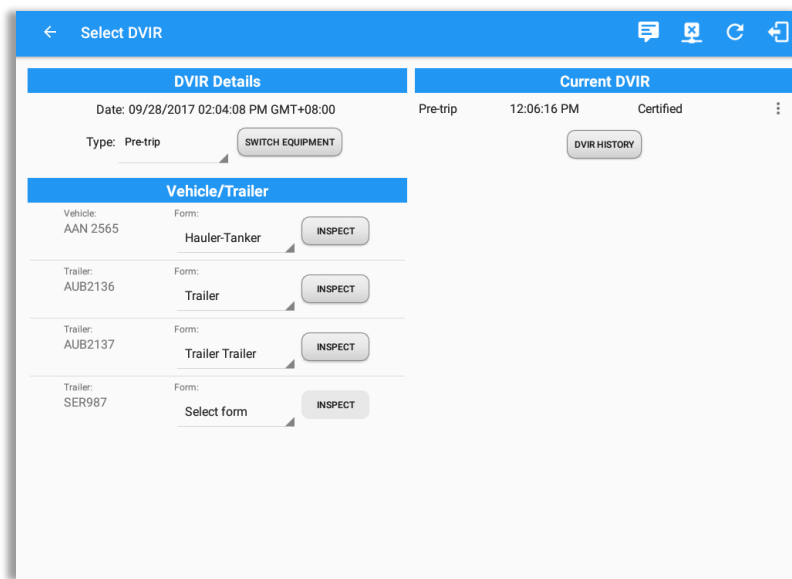 Select DVIR
DVIR Details
Date: 09/28/2017 02:04:08 PM GMT+08:00
Type: Pre-trip SWITCH EQUIPMENT
Vehicle/Trailer
Vehicle: Form:
AAN 2565 Hauler-Tanker INSPECT
Trailer: Form:
AUB2136 Trailer INSPECT
Trailer: Form:
AUB2137 Trailer Trailer INSPECT
Trailer: Form:
SER987 Select form INSPECT
Current DVIR
Pre-trip 12:06:16 PM Certified
DVIR HISTORY